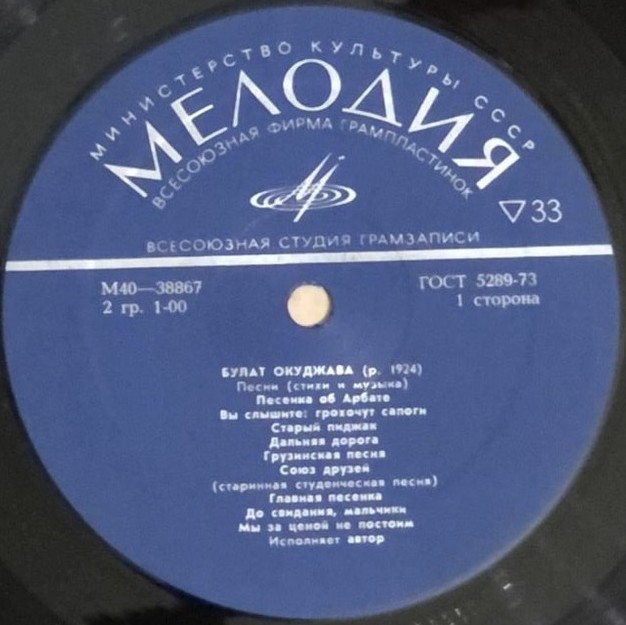 МИНИСТЕРСТВО КУЛЬТУРЫ СССР
МЕЛОДИЯ
ВСЕСОЮЗНАЯ ФИРМА ГРАМПЛАСТИНОК
▽33
ВСЕСОЮЗНАЯ СТУДИЯ ГРАМЗАПИСИ
М40—38867
2 гр. 1-00
ГОСТ 5289-73
1 сторона
БУЛАТ ОКУДЖАВА (р. 1924)
Песни (стихи и музыка)
Песенка об Арбате
Вы слышите: грохочут сапоги
Старый пиджак
Дальняя дорога
Грузинская песня
Союз друзей
(старинная студенческая песня)
Главная песенка
До свидания, мальчики
Мы за ценой не постоим
Исполняет автор